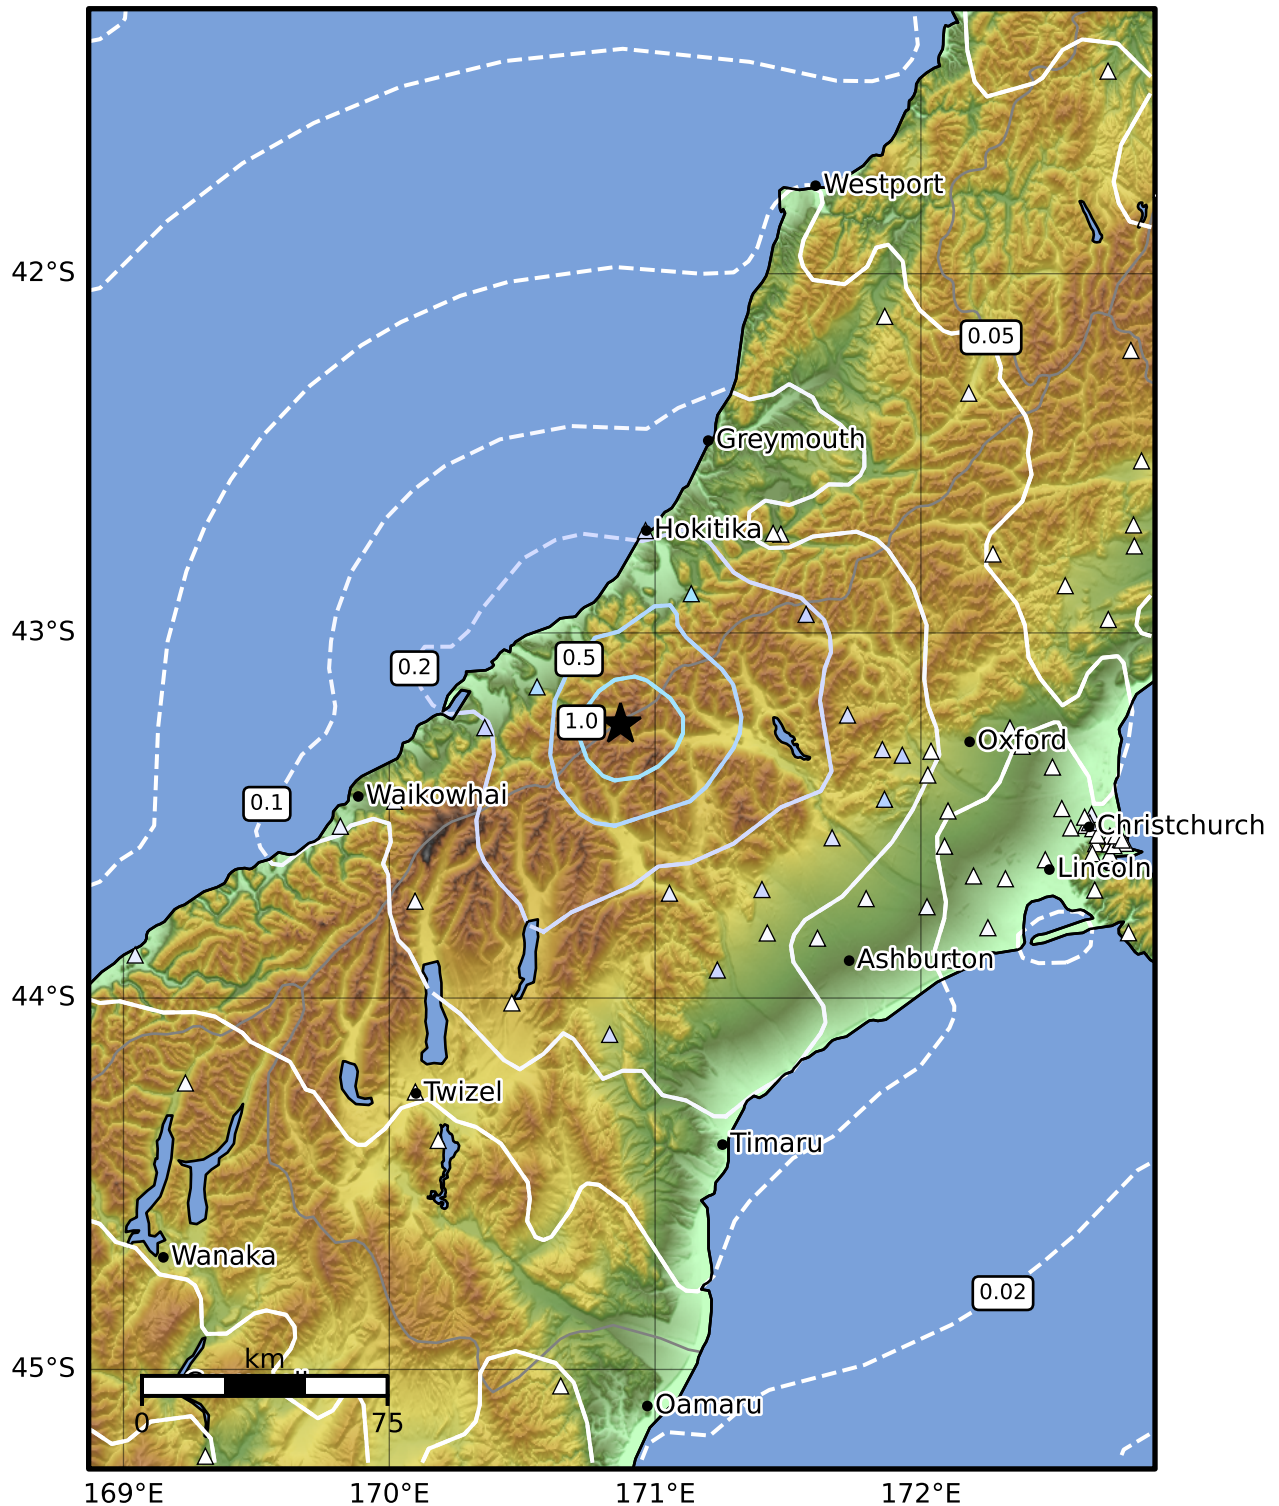 Westport
42°S
0.05
Greymouth
Hokitika
43°S
0.5
0.2
1.0
Oxford
Waikowhai
0.1
Christchurch
Lincoln
Ashburton
44°S
Twizel
Timaru
Wanaka
0.02
45°S
km
0
75
Oamaru
169°E
170°E
171°E
172°E